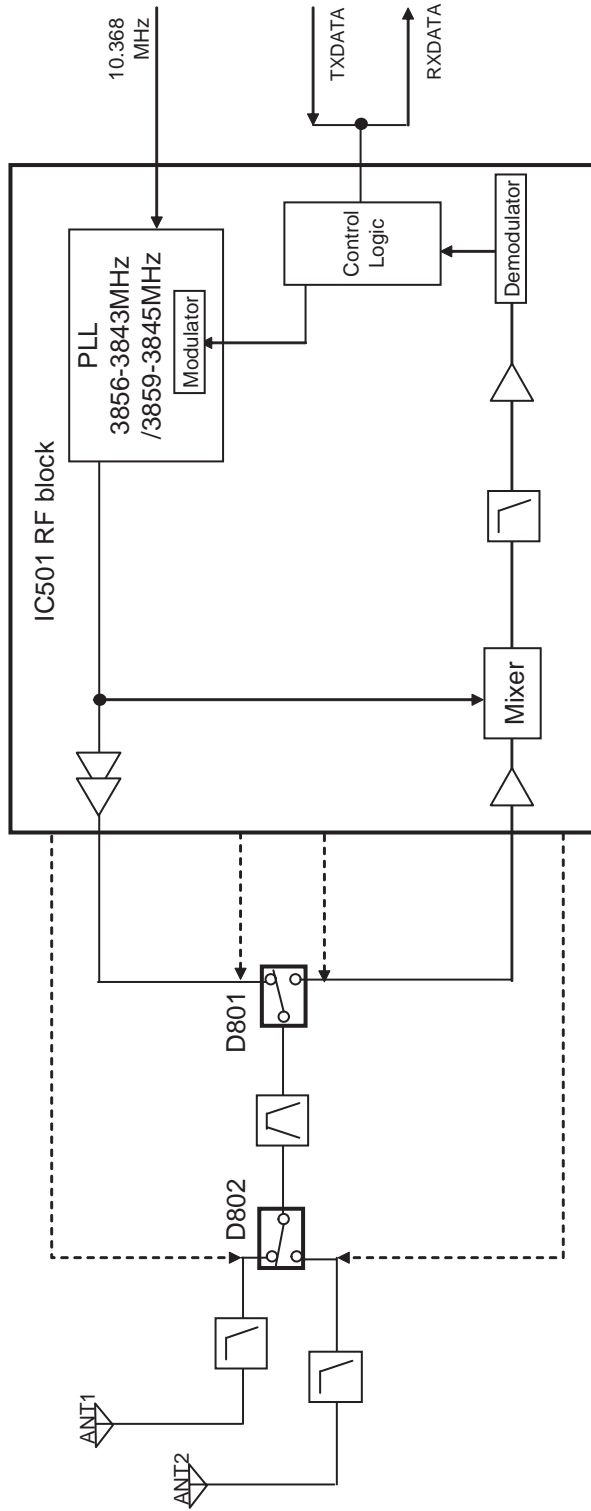 IC501 RF block
PLL
3856-3843MHz
/3859-3845MHz
Modulator
10.368
MHz
TXDATA
RXDATA
Control
Logic
Demodulator
Mixer
D801
D802
ANT1
ANT2